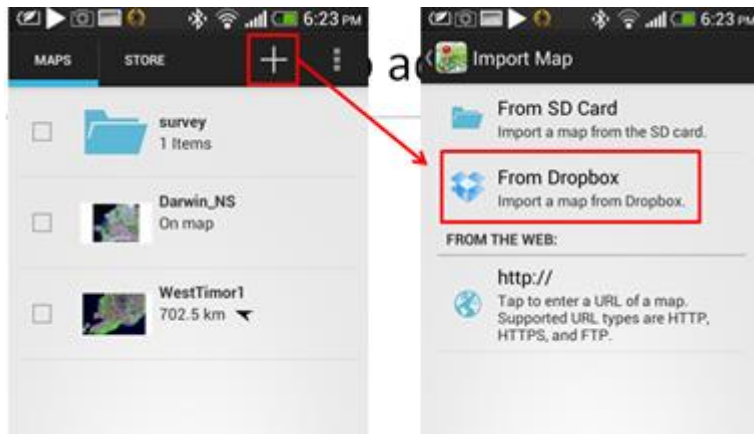 6:23 PM
MAPS STORE
survey
1 Items
Darwin_NS
On map
WestTimor1
702.5 km
6:23 PM
Import Map
From SD Card
Import a map from the SD card.
From Dropbox
Import a map from Dropbox.
FROM THE WEB:
http://
Tap to enter a URL of a map.
Supported URL types are HTTP,
HTTPS, and FTP.